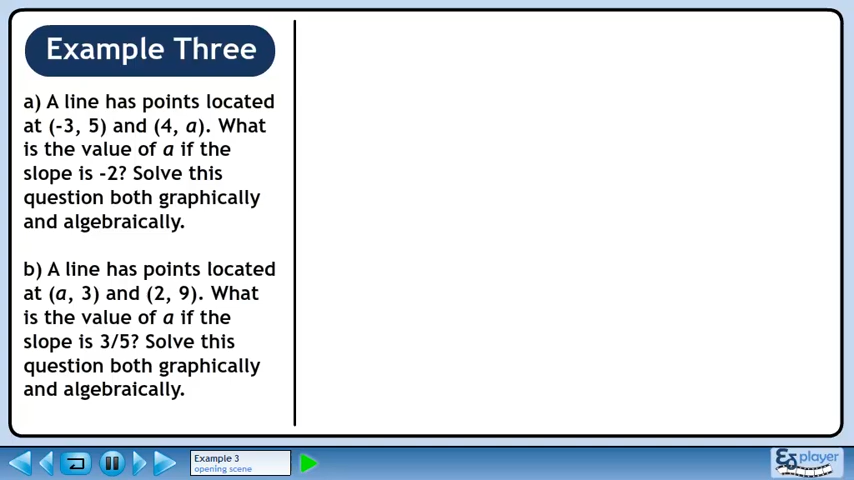 Example Three
a) A line has points located
at (-3, 5) and (4, a). What
is the value of a if the
slope is -2? Solve this
question both graphically
and algebraically.
b) A line has points located
at (a, 3) and (2, 9). What
is the value of a if the
slope is 3/5? Solve this
question both graphically
and algebraically.
Example 3
opening scene
player